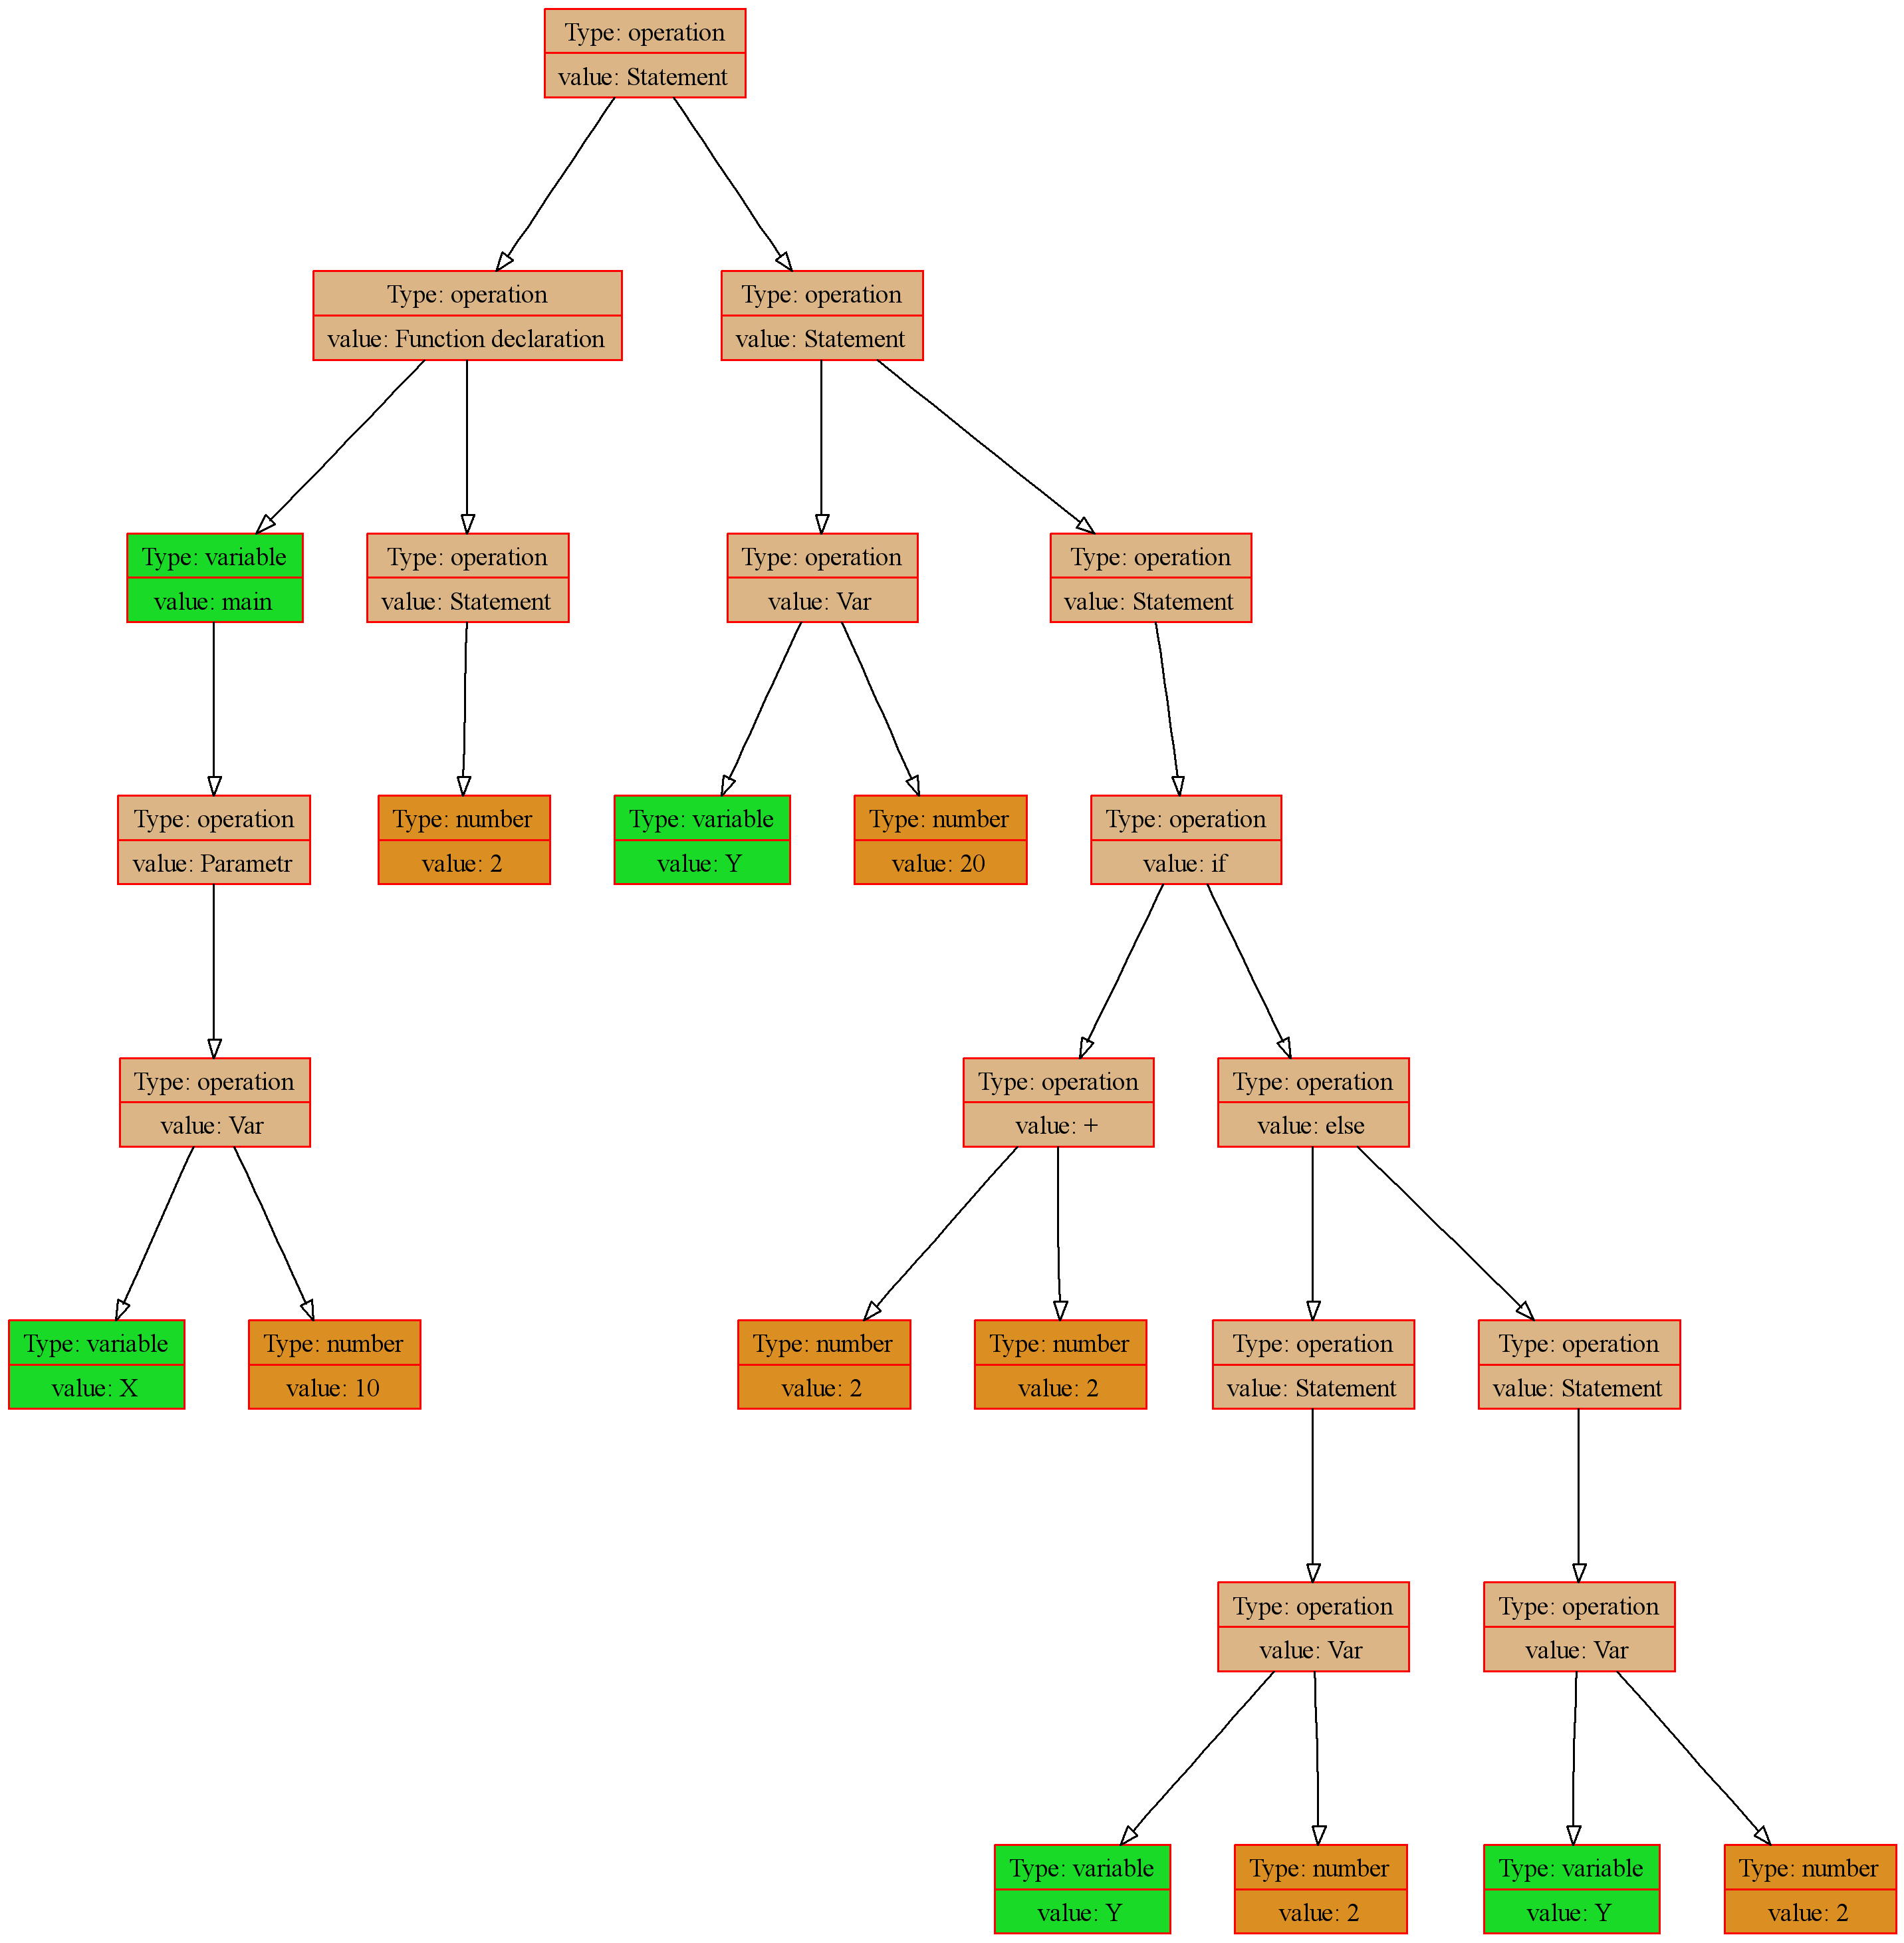 Type: operation
value: Statement
Type: operation
value: Function declaration
Type: operation
value: Statement
Type: variable
value: main
Type: operation
value: Statement
Type: operation
value: Var
Type: operation
value: Statement
Type: operation
value: Parametr
Type: number
value: 2
Type: variable
value: Y
Type: number
value: 20
Type: operation
value: if
Type: operation
value: Var
Type: operation
value: +
Type: operation
value: else
Type: variable
value: X
Type: number
value: 10
Type: number
value: 2
Type: number
value: 2
Type: operation
value: Statement
Type: operation
value: Statement
Type: operation
value: Var
Type: operation
value: Var
Type: variable
value: Y
Type: number
value: 2
Type: variable
value: Y
Type: number
value: 2